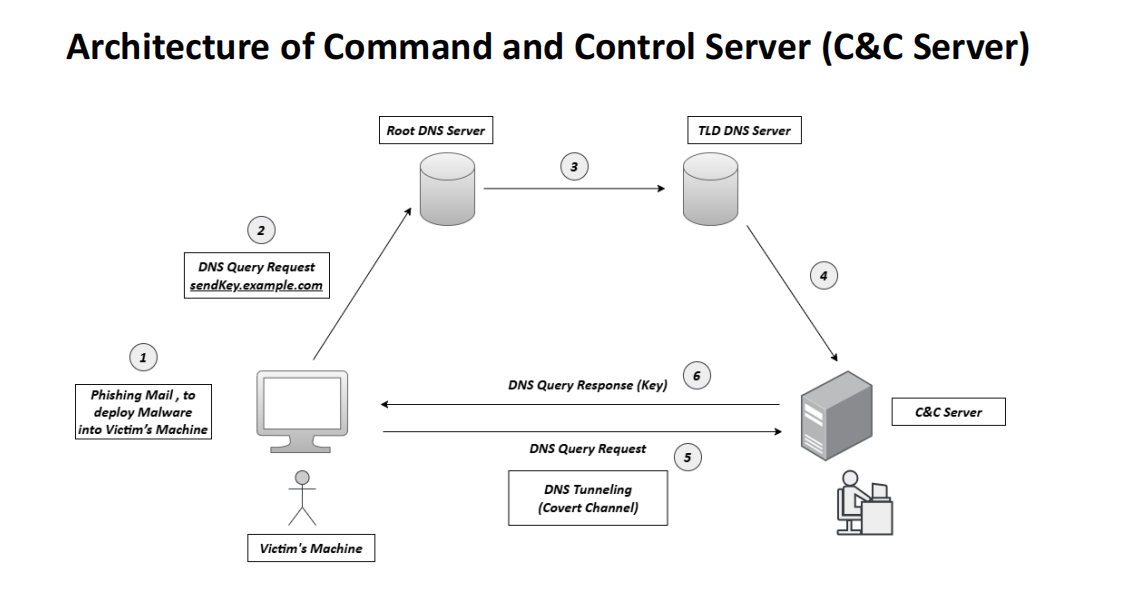 Architecture of Command and Control Server (C&C Server)
Root DNS Server
TLD DNS Server
3
2
DNS Query Request
sendKey.example.com
4
1
Phishing Mail , to
deploy Malware
into Victim's Machine
DNS Query Response (Key)
6
C&C Server
DNS Query Request
5
DNS Tunneling
(Covert Channel)
Victim's Machine